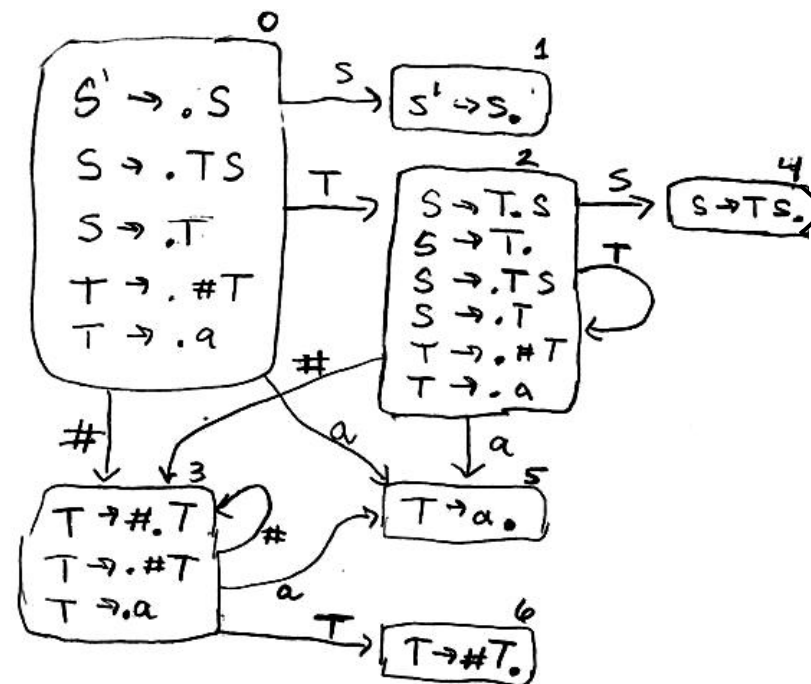 0
S' → .S
S → .TS
S → .T
T → .#T
T → .a
S
1
S' → S.
T
2
S → T.S
S → T.
S → .TS
S → .T
T → .#T
T → .a
S
4
S → TS.
T
#
#
a
a
3
T → #.T
T → .#T
T → .a
#
a
5
T → a.
T
6
T → #T.